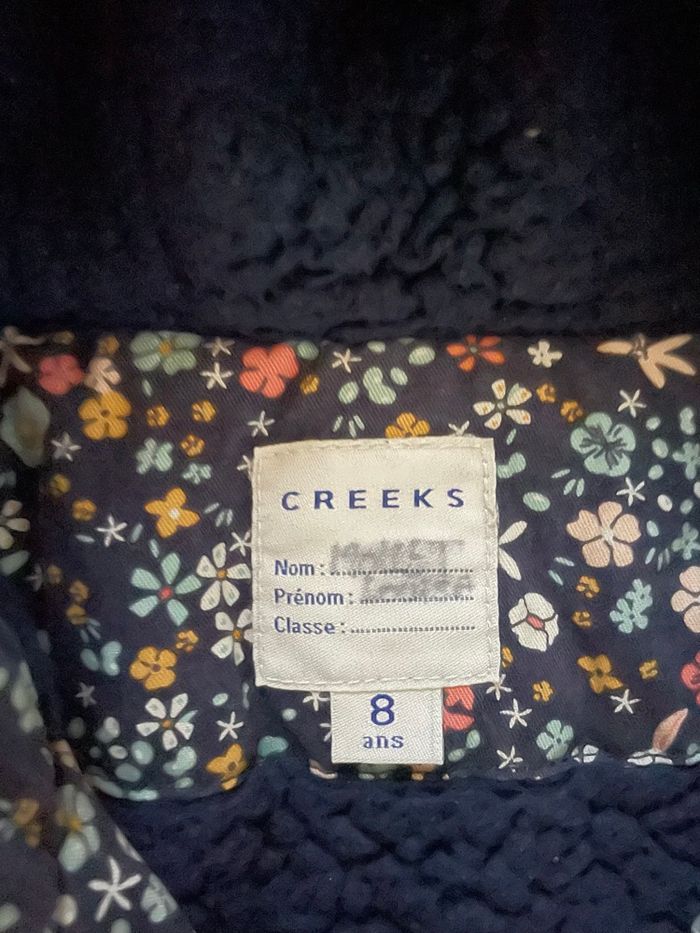 CREEKS
Nom :
Prénom :
Classe :
8
ans